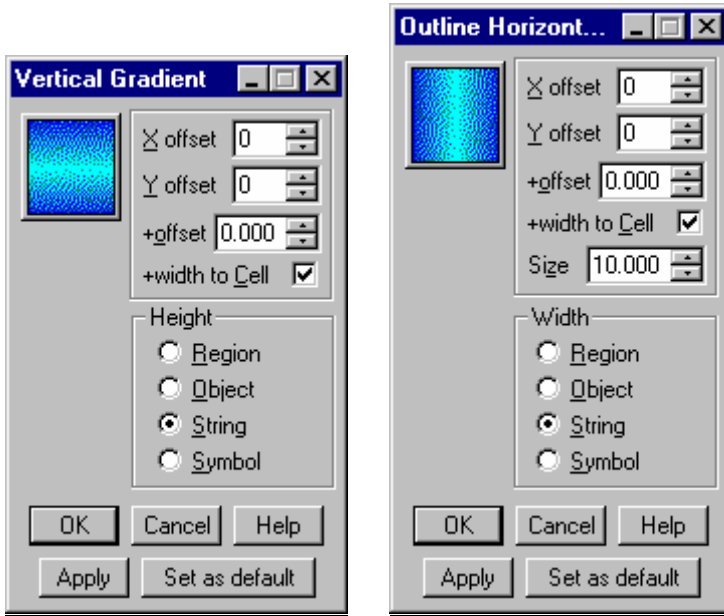 Vertical Gradient
X offset 0
Y offset 0
+offset 0.000
+width to Cell
Height
Region
Object
String
Symbol
OK Cancel Help
Apply Set as default
Outline Horizont...
X offset 0
Y offset 0
+offset 0.000
+width to Cell
Size 10.000
Width
Region
Object
String
Symbol
OK Cancel Help
Apply Set as default